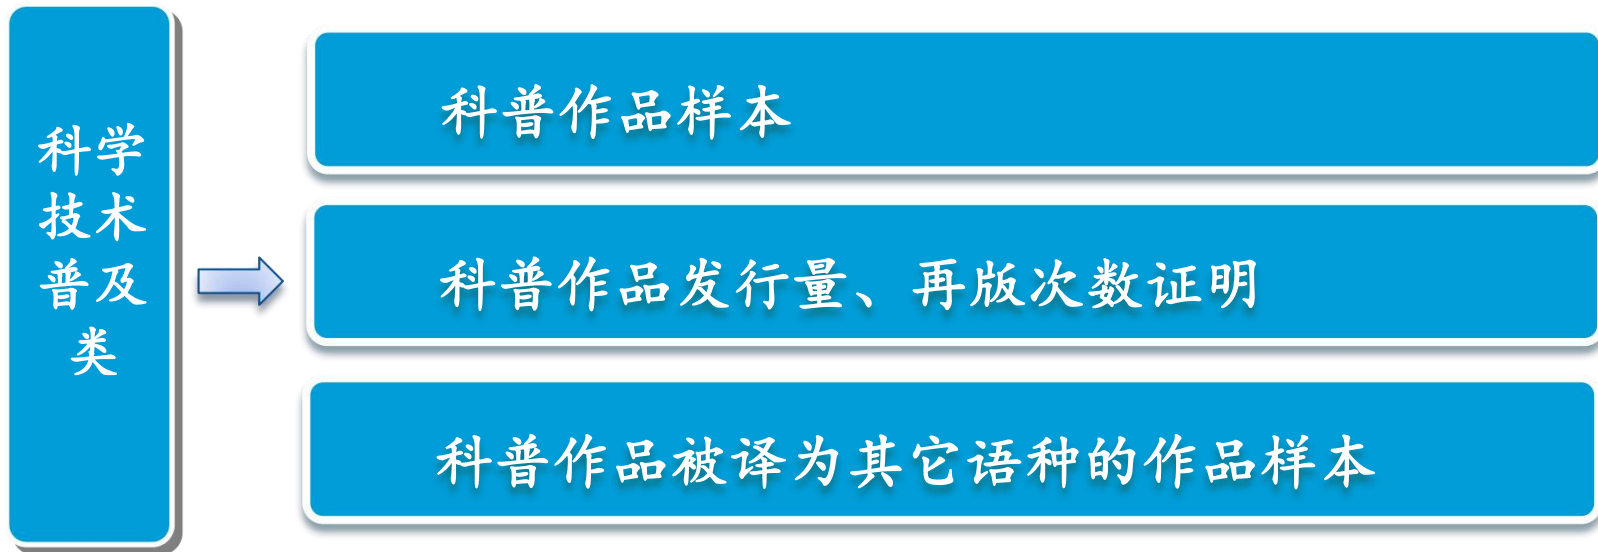 科学
技术
普及
类
科普作品样本
科普作品发行量、再版次数证明
科普作品被译为其它语种的作品样本